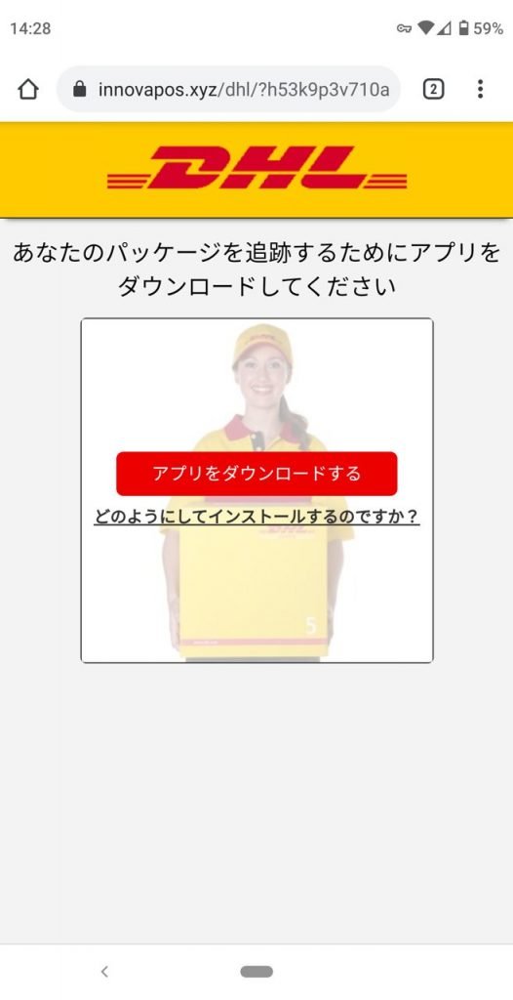 14:28
59%
innovapos.xyz/dhl/?h53k9p3v710a
2
DHL
あなたのパッケージを追跡するためにアプリを
ダウンロードしてください
DHL
アプリをダウンロードする
どのようにしてインストールするのですか？
DHL
5